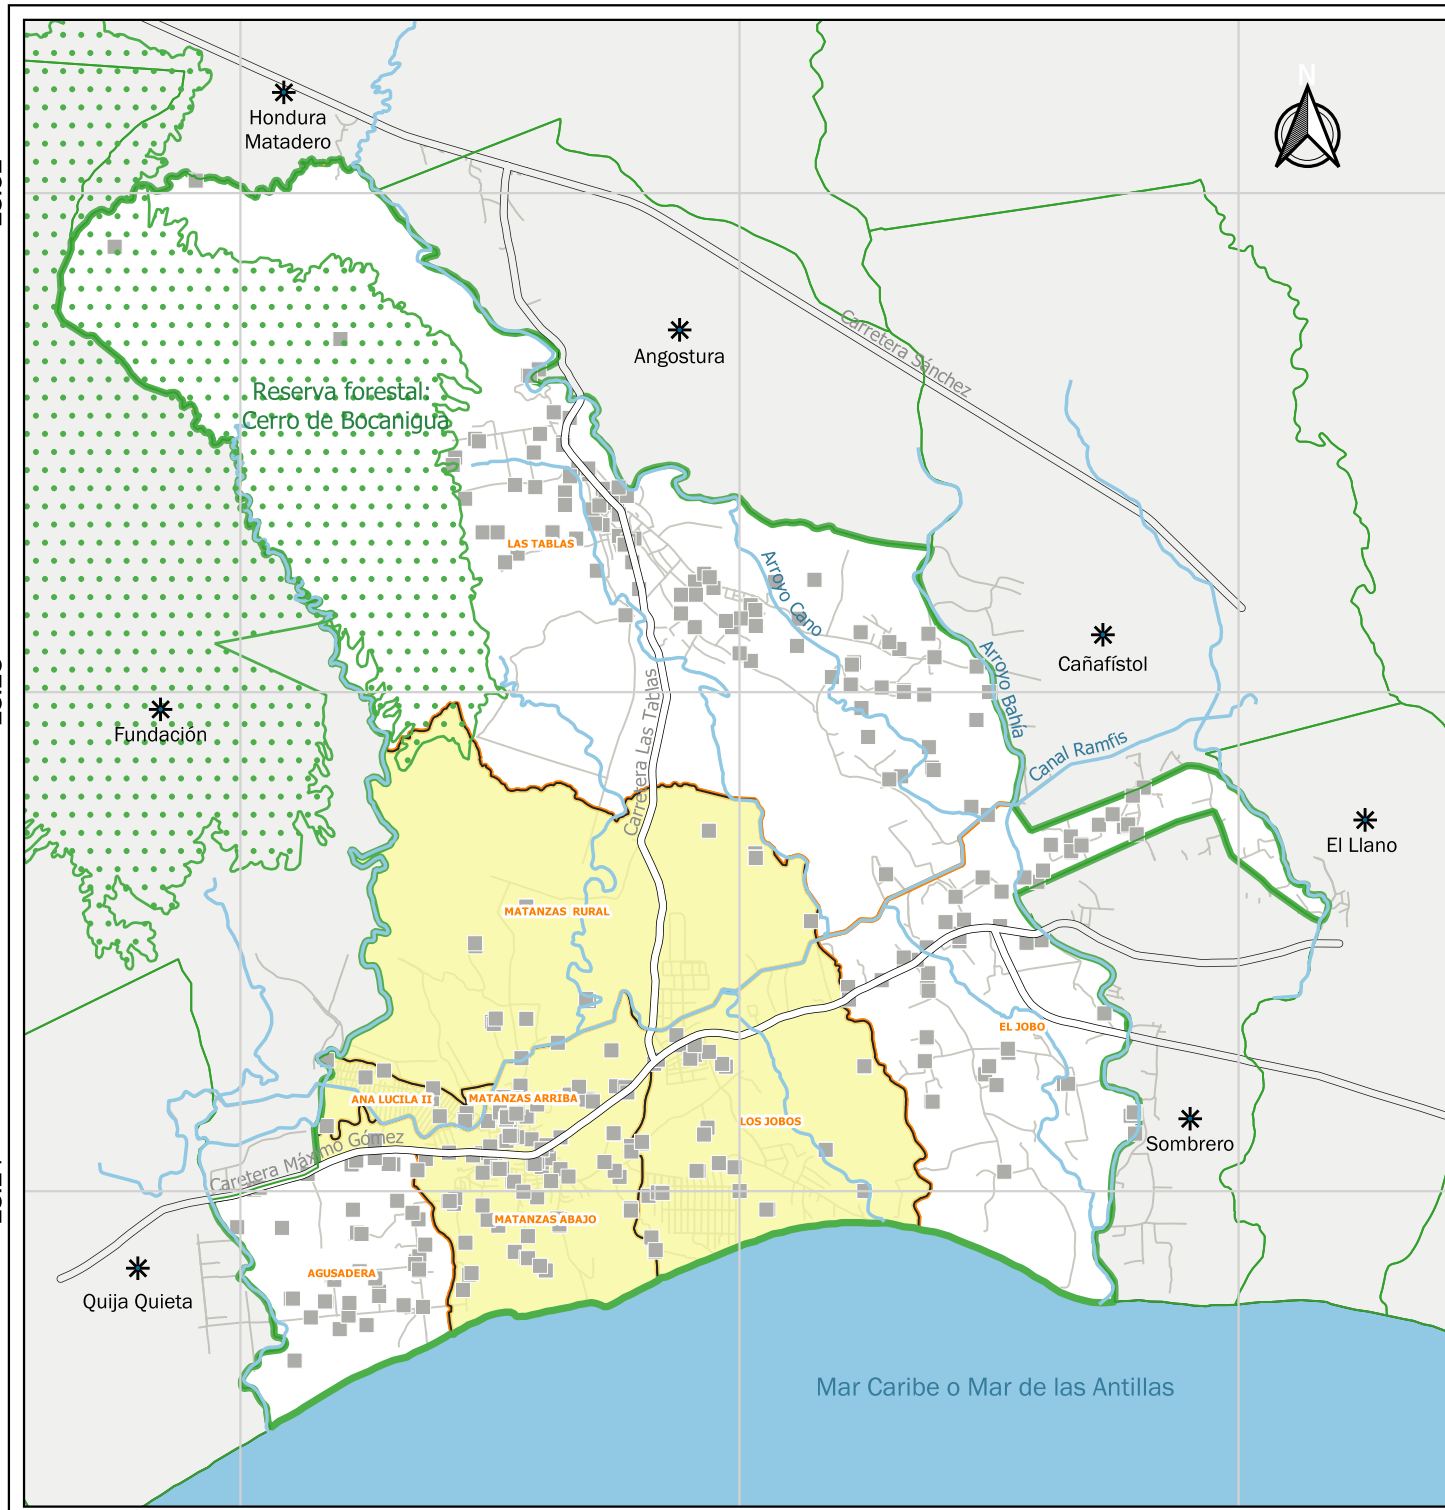 N
Hondura
Matadero
Carretera Sánchez
Angostura
Reserva forestal:
Cerro de Bocanigua
LAS TABLAS
Arroyo Cano
Cañafístol
Arroyo Bahía
Fundación
Carretera Las Tablas
Canal Ramfis
El Llano
MATANZAS RURAL
EL JOBO
ANA LUCILA II
MATANZAS ARRIBA
LOS JOBOS
Sombrero
Caretera Máximo Gómez
MATANZAS ABAJO
AGUSADERA
Quija Quieta
Mar Caribe o Mar de las Antillas